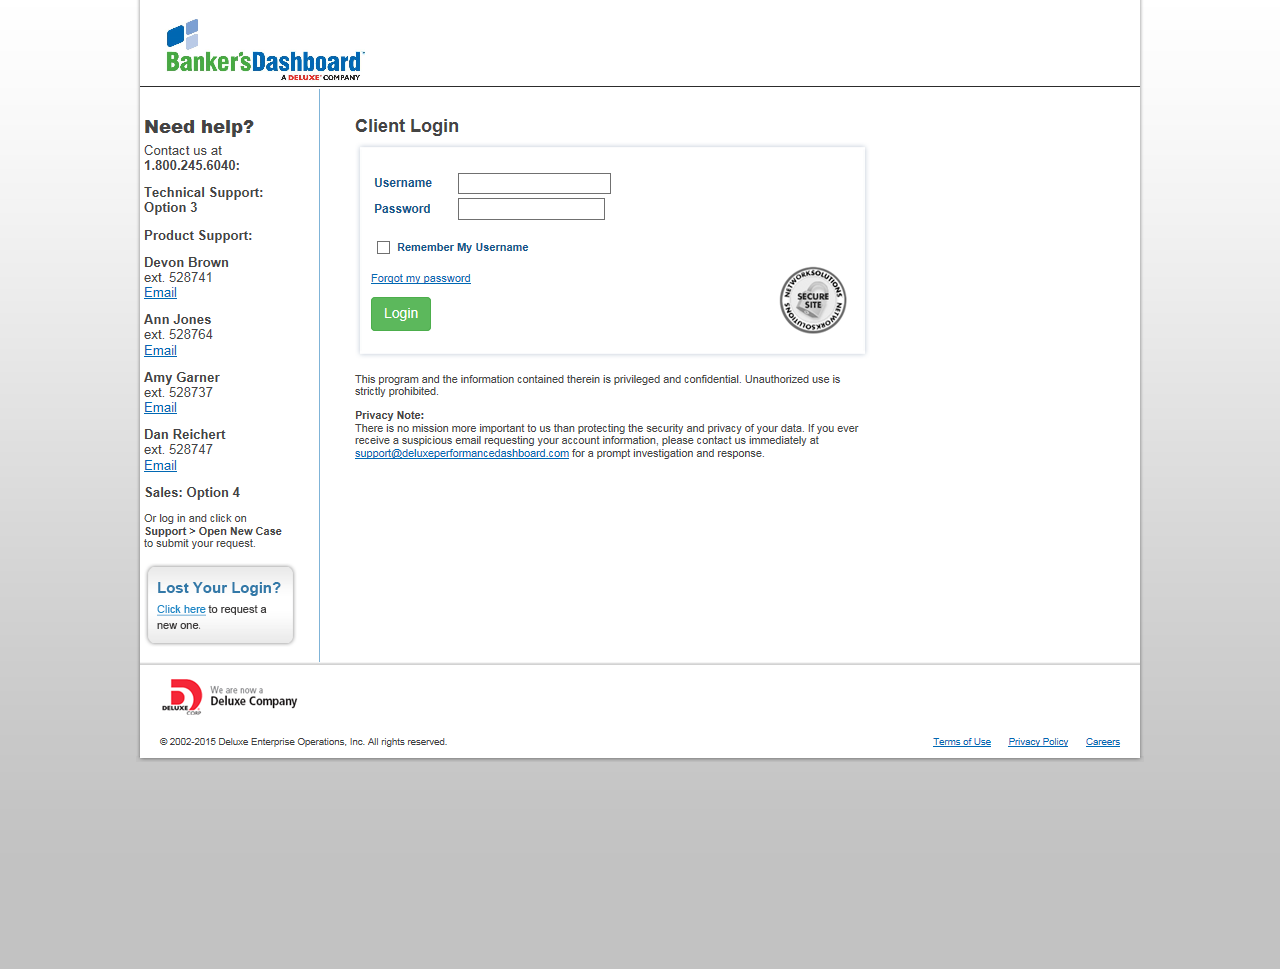 Banker'sDashboard
A DELUXE COMPANY
Need help?
Contact us at
1.800.245.6040:
Technical Support:
Option 3
Product Support:
Devon Brown
ext. 528741
Email
Ann Jones
ext. 528764
Email
Amy Garner
ext. 528737
Email
Dan Reichert
ext. 528747
Email
Sales: Option 4
Or log in and click on
Support > Open New Case
to submit your request.
Lost Your Login?
Click here to request a
new one.
Client Login
Username
Password
Remember My Username
Forgot my password
Login
NETWORKSOLUTIONS
SECURE
SITE
NETWORKSOLUTIONS
This program and the information contained therein is privileged and confidential. Unauthorized use is
strictly prohibited.
Privacy Note:
There is no mission more important to us than protecting the security and privacy of your data. If you ever
receive a suspicious email requesting your account information, please contact us immediately at
support@deluxeperformancedashboard.com for a prompt investigation and response.
DELUXE
CORP
We are now a
Deluxe Company
© 2002-2015 Deluxe Enterprise Operations, Inc. All rights reserved.
Terms of Use Privacy Policy Careers